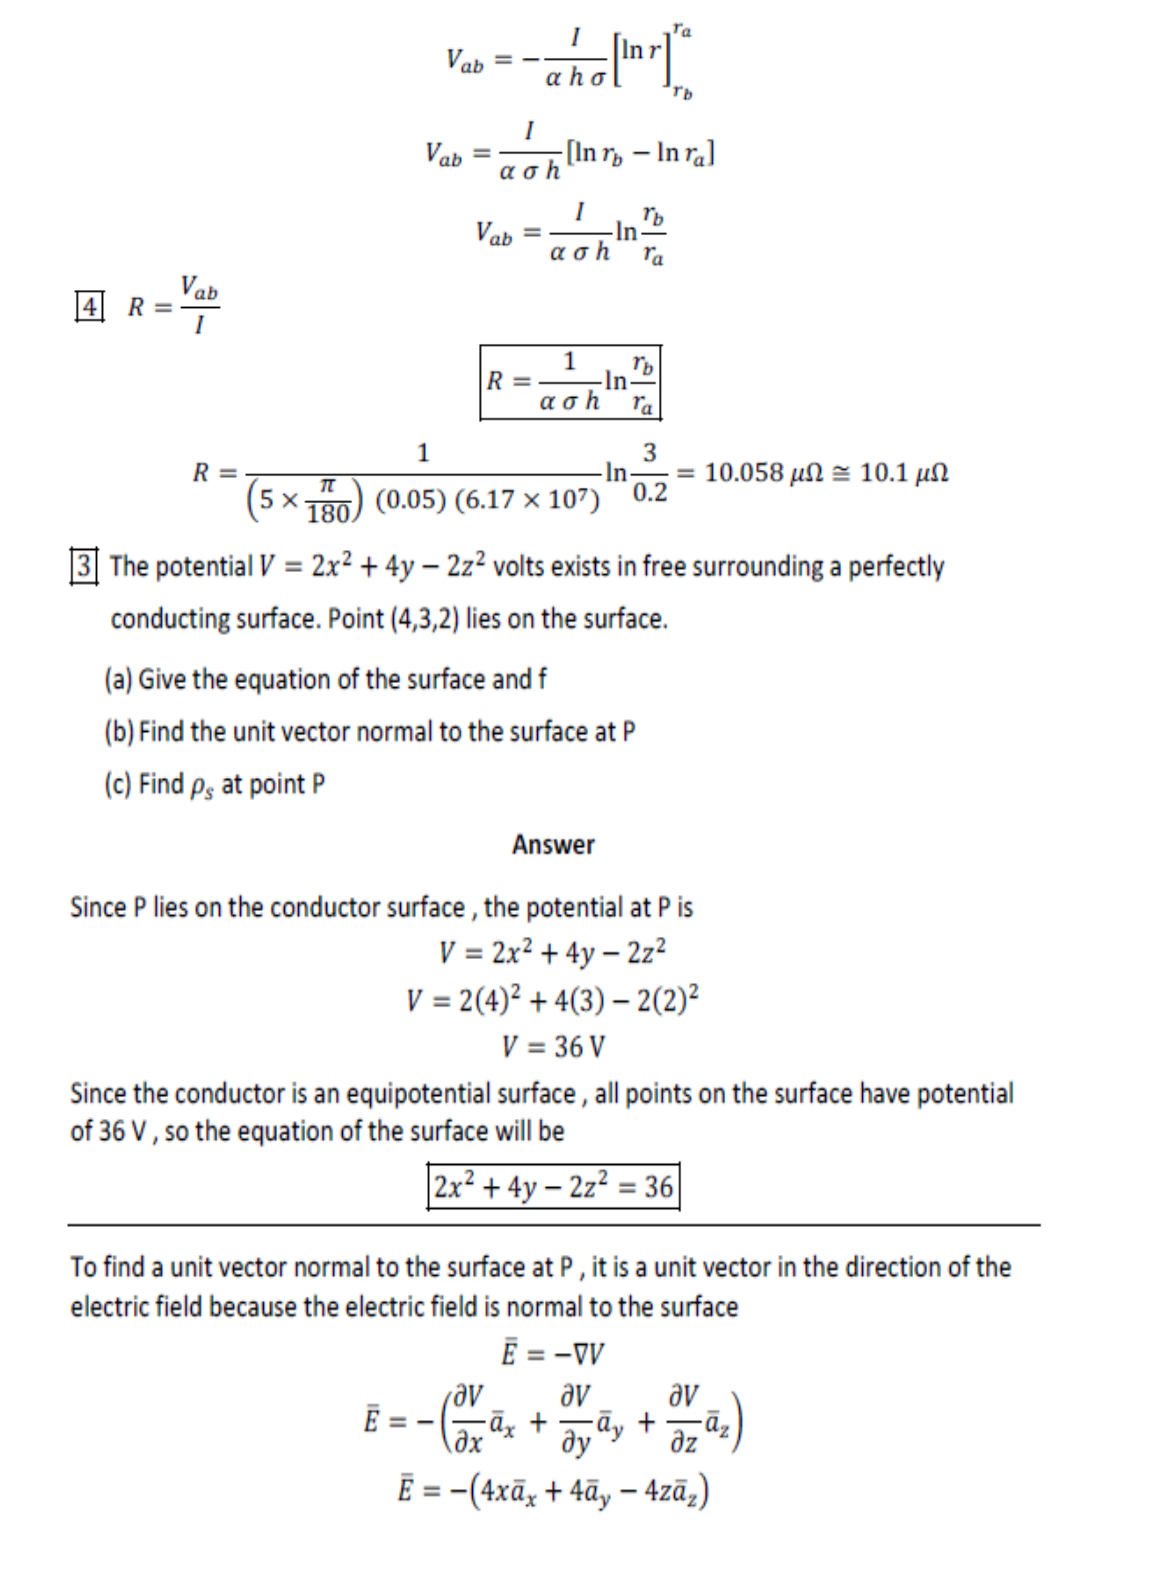 V_ab = − I / (α h σ) [ln r]^{r_a}_{r_b}
V_ab = I / (α σ h) [ln r_b − ln r_a]
V_ab = I / (α σ h) ln r_b / r_a
4 R = V_ab / I
R = 1 / (α σ h) ln r_b / r_a
R = 1 / ((5 × π/180) (0.05) (6.17 × 10⁷)) ln 3 / 0.2 = 10.058 μΩ ≅ 10.1 μΩ
3 The potential V = 2x² + 4y − 2z² volts exists in free surrounding a perfectly
conducting surface. Point (4,3,2) lies on the surface.
(a) Give the equation of the surface and f
(b) Find the unit vector normal to the surface at P
(c) Find ρ_s at point P
Answer
Since P lies on the conductor surface , the potential at P is
V = 2x² + 4y − 2z²
V = 2(4)² + 4(3) − 2(2)²
V = 36 V
Since the conductor is an equipotential surface , all points on the surface have potential
of 36 V , so the equation of the surface will be
2x² + 4y − 2z² = 36
To find a unit vector normal to the surface at P , it is a unit vector in the direction of the
electric field because the electric field is normal to the surface
Ē = −∇V
Ē = −(∂V/∂x ā_x + ∂V/∂y ā_y + ∂V/∂z ā_z)
Ē = −(4xā_x + 4ā_y − 4zā_z)